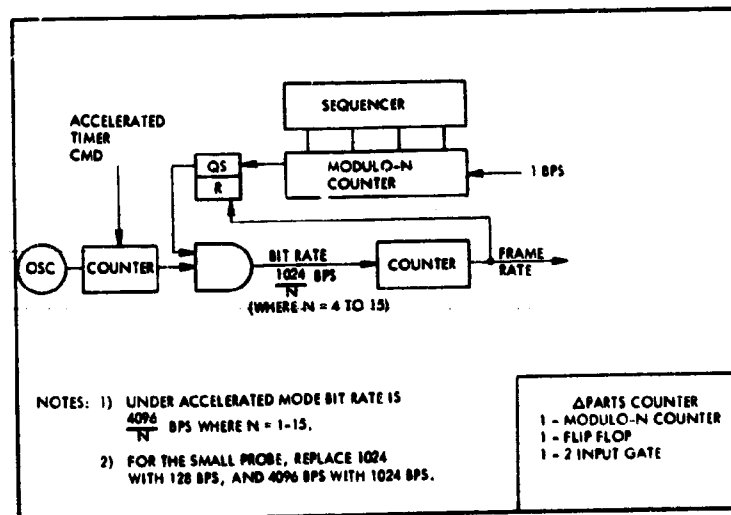 SEQUENCER
ACCELERATED
TIMER
CMD
QS
R
MODULO-N
COUNTER
1 BPS
OSC
COUNTER
BIT RATE
1024
N
BPS
(WHERE N = 4 TO 15)
COUNTER
FRAME
RATE
NOTES: 1) UNDER ACCELERATED MODE BIT RATE IS
4096
N
BPS WHERE N = 1-15.
2) FOR THE SMALL PROBE, REPLACE 1024
WITH 128 BPS, AND 4096 BPS WITH 1024 BPS.
ΔPARTS COUNTER
1 - MODULO-N COUNTER
1 - FLIP FLOP
1 - 2 INPUT GATE